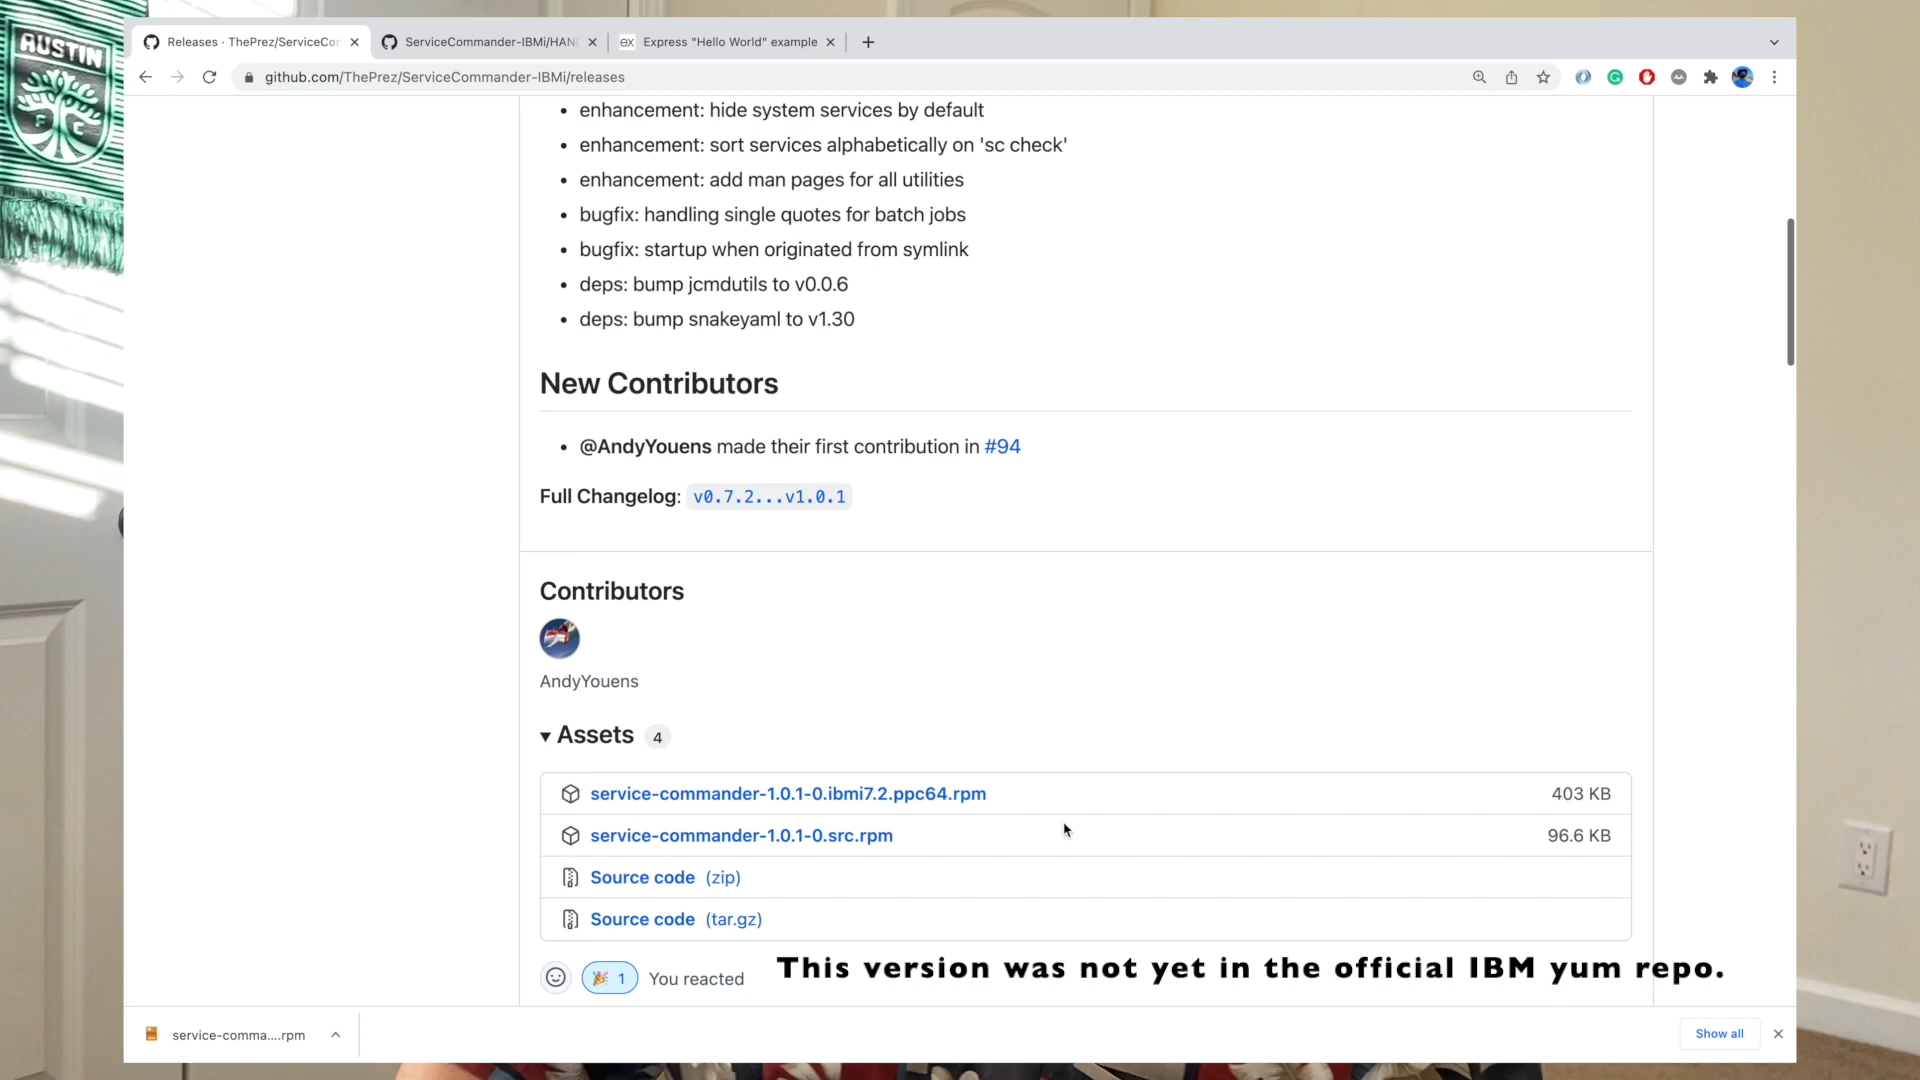 AUSTIN
F C
Releases · ThePrez/ServiceCo
ServiceCommander-IBMi/HAN
ex Express "Hello World" example
github.com/ThePrez/ServiceCommander-IBMi/releases
enhancement: hide system services by default
enhancement: sort services alphabetically on 'sc check'
enhancement: add man pages for all utilities
bugfix: handling single quotes for batch jobs
bugfix: startup when originated from symlink
deps: bump jcmdutils to v0.0.6
deps: bump snakeyaml to v1.30
New Contributors
@AndyYouens made their first contribution in #94
Full Changelog: v0.7.2...v1.0.1
Contributors
AndyYouens
Assets 4
service-commander-1.0.1-0.ibmi7.2.ppc64.rpm 403 KB
service-commander-1.0.1-0.src.rpm 96.6 KB
Source code (zip)
Source code (tar.gz)
1 You reacted
This version was not yet in the official IBM yum repo.
service-comma....rpm
Show all